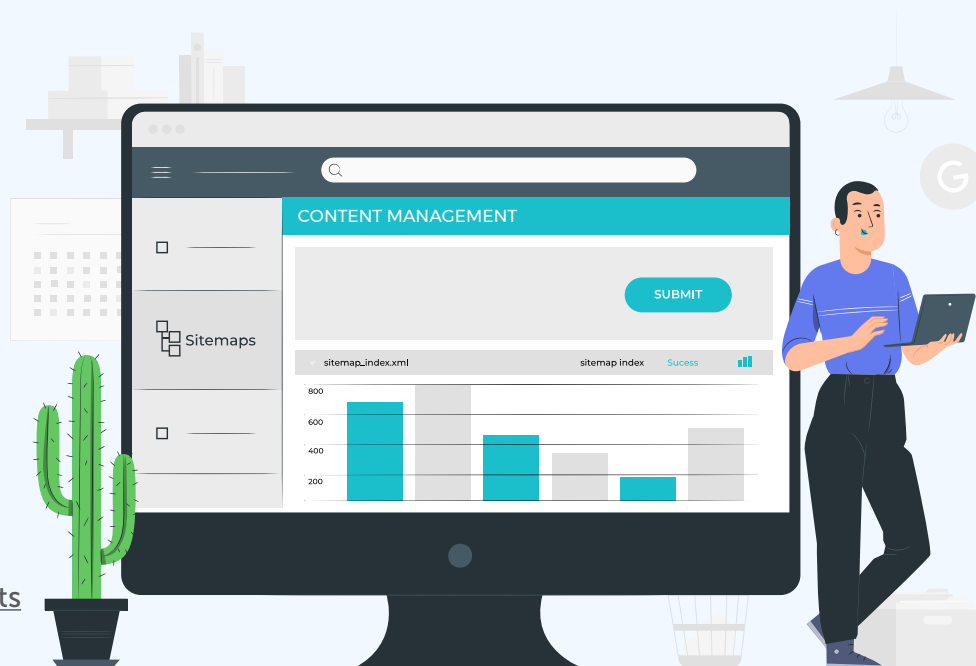 CONTENT MANAGEMENT
SUBMIT
Sitemaps
sitemap_index.xml sitemap index Sucess
800
600
400
200
G
ts